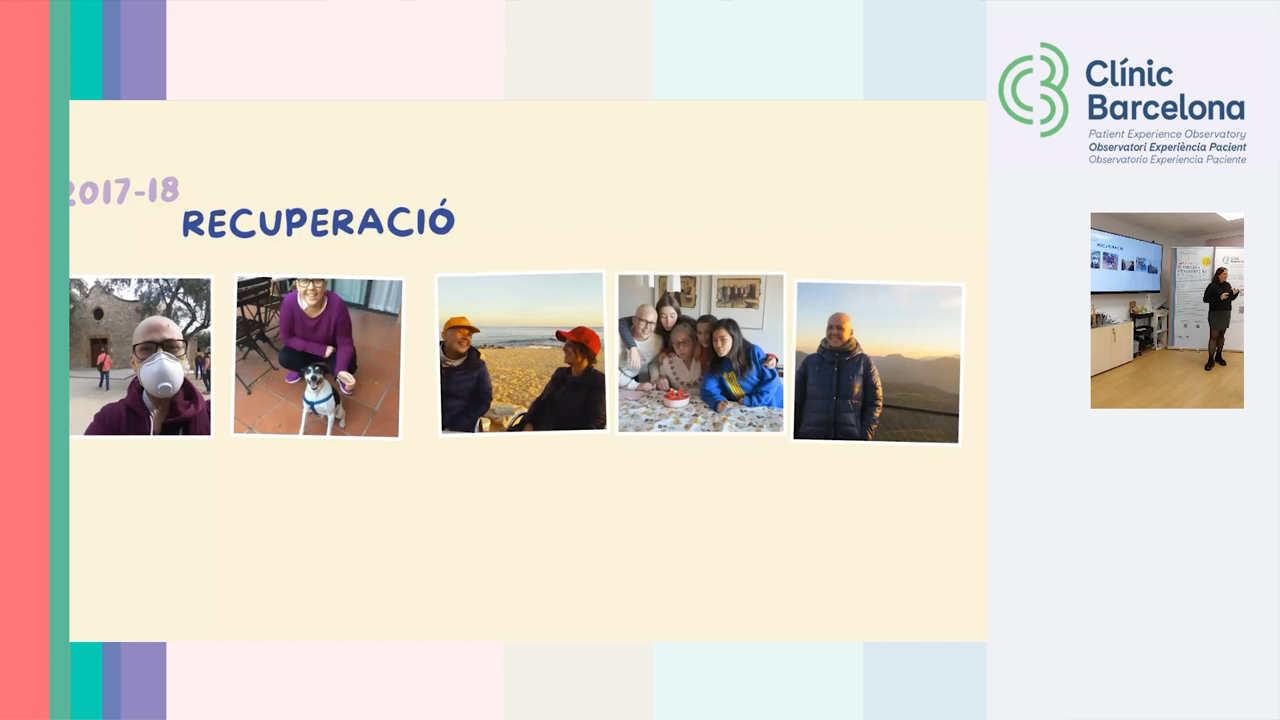 2017-18
RECUPERACIÓ
Clínic
Barcelona
Patient Experience Observatory
Observatori Experiència Pacient
Observatorio Experiencia Paciente